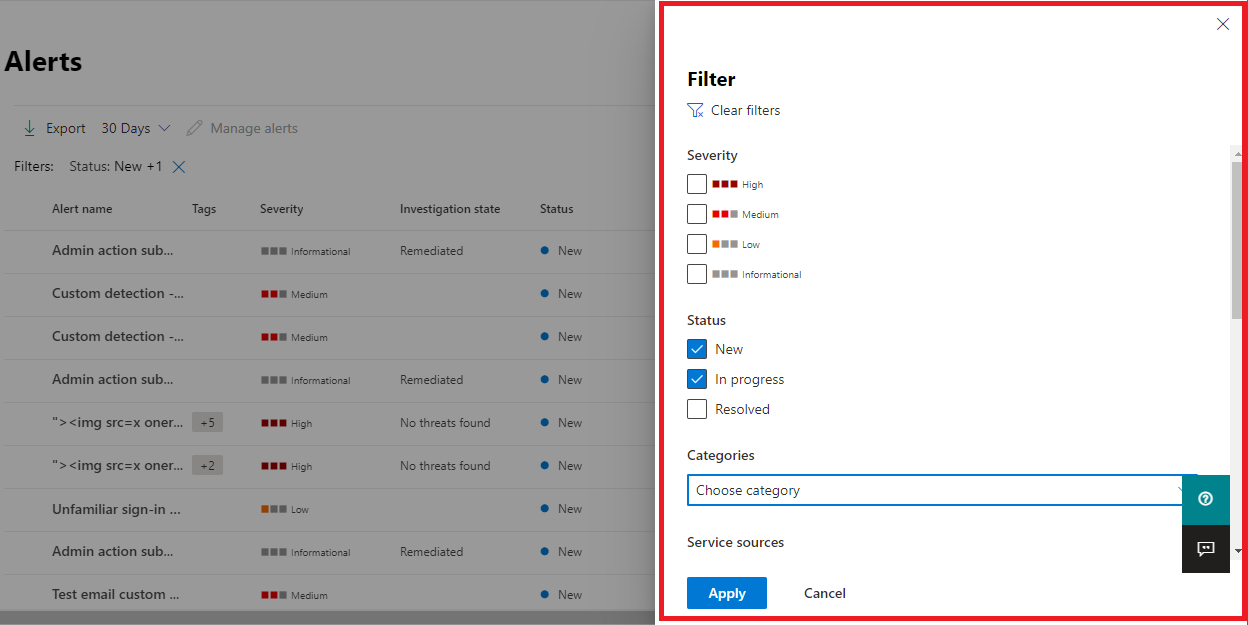 Alerts
Export 30 Days Manage alerts
Filters: Status: New +1
Alert name Tags Severity Investigation state Status
Admin action sub... Informational Remediated New
Custom detection -... Medium New
Custom detection -... Medium New
Admin action sub... Informational Remediated New
"><img src=x oner... +5 High No threats found New
"><img src=x oner... +2 High No threats found New
Unfamiliar sign-in ... Low New
Admin action sub... Informational Remediated New
Test email custom ... Medium New
Filter
Clear filters
Severity
High
Medium
Low
Informational
Status
New
In progress
Resolved
Categories
Choose category
Service sources
Apply Cancel